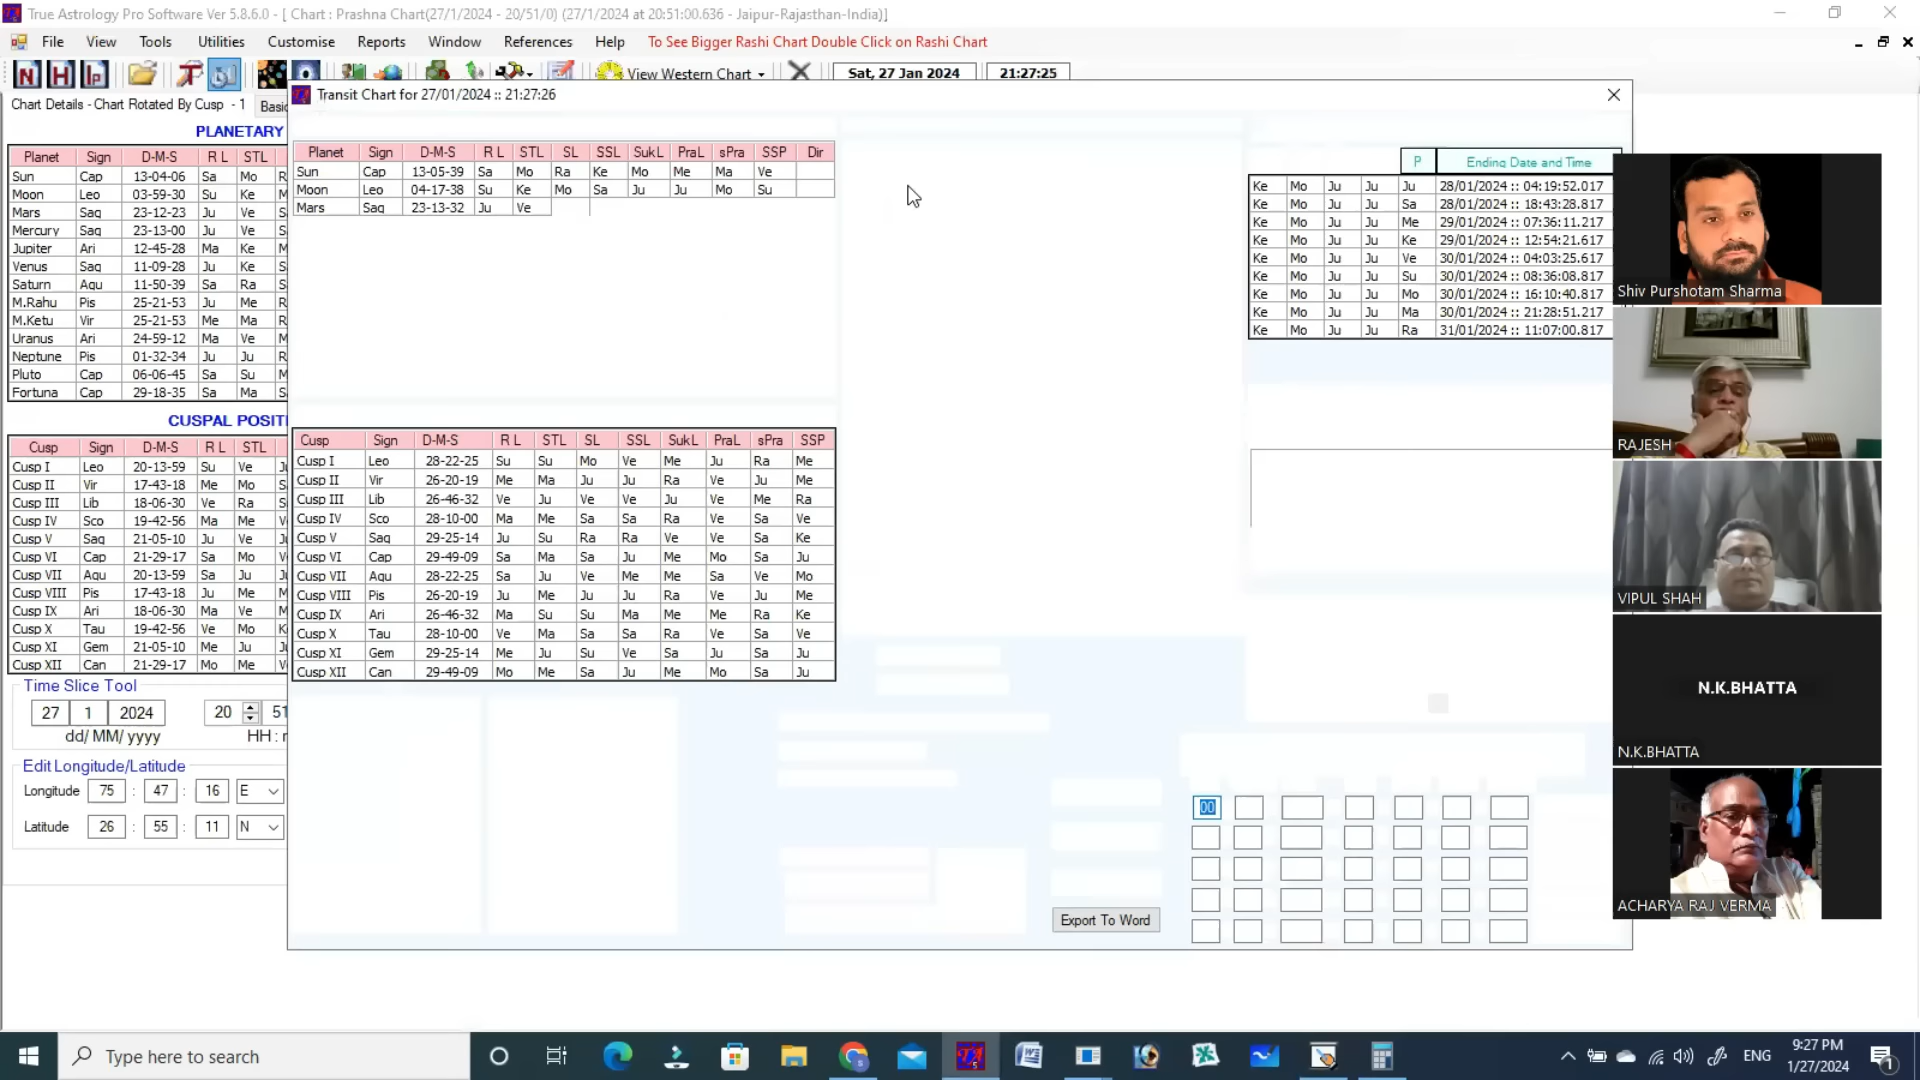 True Astrology Pro Software Ver 5.8.6.0 - [ Chart : Prashna Chart(27/1/2024 - 20/51/0) (27/1/2024 at 20:51:00.636 - Jaipur-Rajasthan-India)]
File View Tools Utilities Customise Reports Window References Help To See Bigger Rashi Chart Double Click on Rashi Chart
N H Ip View Western Chart Sat, 27 Jan 2024 21:27:25
Chart Details - Chart Rotated By Cusp - 1 Basic
PLANETARY
Planet Sign D-M-S R L STL
Sun Cap 13-04-06 Sa Mo R
Moon Leo 03-59-30 Su Ke M
Mars Sag 23-12-23 Ju Ve S
Mercury Sag 23-13-00 Ju Ve S
Jupiter Ari 12-45-28 Ma Ke M
Venus Sag 11-09-28 Ju Ke S
Saturn Aqu 11-50-39 Sa Ra S
M.Rahu Pis 25-21-53 Ju Me R
M.Ketu Vir 25-21-53 Me Ma R
Uranus Ari 24-59-12 Ma Ve M
Neptune Pis 01-32-34 Ju Ju R
Pluto Cap 06-06-45 Sa Su M
Fortuna Cap 29-18-35 Sa Ma S
CUSPAL POSITI
Cusp Sign D-M-S R L STL
Cusp I Leo 20-13-59 Su Ve Ju
Cusp II Vir 17-43-18 Me Mo S
Cusp III Lib 18-06-30 Ve Ra S
Cusp IV Sco 19-42-56 Ma Me V
Cusp V Sag 21-05-10 Ju Ve Ju
Cusp VI Cap 21-29-17 Sa Mo V
Cusp VII Aqu 20-13-59 Sa Ju Ju
Cusp VIII Pis 17-43-18 Ju Me M
Cusp IX Ari 18-06-30 Ma Ve M
Cusp X Tau 19-42-56 Ve Mo K
Cusp XI Gem 21-05-10 Me Ju Ju
Cusp XII Can 21-29-17 Mo Me V
Time Slice Tool
27 1 2024 20 51
dd/ MM/ yyyy HH : m
Edit Longitude/Latitude
Longitude 75 : 47 : 16 E
Latitude 26 : 55 : 11 N
Transit Chart for 27/01/2024 :: 21:27:26
Planet Sign D-M-S R L STL SL SSL SukL PraL sPra SSP Dir
Sun Cap 13-05-39 Sa Mo Ra Ke Mo Me Ma Ve
Moon Leo 04-17-38 Su Ke Mo Sa Ju Ju Mo Su
Mars Sag 23-13-32 Ju Ve
Cusp Sign D-M-S R L STL SL SSL SukL PraL sPra SSP
Cusp I Leo 28-22-25 Su Su Mo Ve Me Ju Ra Me
Cusp II Vir 26-20-19 Me Ma Ju Ju Ra Ve Ju Me
Cusp III Lib 26-46-32 Ve Ju Ve Ve Ju Ve Me Ra
Cusp IV Sco 28-10-00 Ma Me Sa Sa Ra Ve Sa Ve
Cusp V Sag 29-25-14 Ju Su Ra Ra Ve Ve Sa Ke
Cusp VI Cap 29-49-09 Sa Ma Sa Ju Me Mo Sa Ju
Cusp VII Aqu 28-22-25 Sa Ju Ve Me Me Sa Ve Mo
Cusp VIII Pis 26-20-19 Ju Me Ju Ju Ra Ve Ju Me
Cusp IX Ari 26-46-32 Ma Su Su Ma Me Me Ra Ke
Cusp X Tau 28-10-00 Ve Ma Sa Sa Ra Ve Sa Ve
Cusp XI Gem 29-25-14 Me Ju Su Ve Sa Ju Sa Ju
Cusp XII Can 29-49-09 Mo Me Sa Ju Me Mo Sa Ju
P Ending Date and Time
Ke Mo Ju Ju Ju 28/01/2024 :: 04:19:52.017
Ke Mo Ju Ju Sa 28/01/2024 :: 18:43:28.817
Ke Mo Ju Ju Me 29/01/2024 :: 07:36:11.217
Ke Mo Ju Ju Ke 29/01/2024 :: 12:54:21.617
Ke Mo Ju Ju Ve 30/01/2024 :: 04:03:25.617
Ke Mo Ju Ju Su 30/01/2024 :: 08:36:08.817
Ke Mo Ju Ju Mo 30/01/2024 :: 16:10:40.817
Ke Mo Ju Ju Ma 30/01/2024 :: 21:28:51.217
Ke Mo Ju Ju Ra 31/01/2024 :: 11:07:00.817
00
Export To Word
Shiv Purshotam Sharma
RAJESH
VIPUL SHAH
N.K.BHATTA
N.K.BHATTA
ACHARYA RAJ VERMA
Type here to search
ENG
9:27 PM
1/27/2024
1